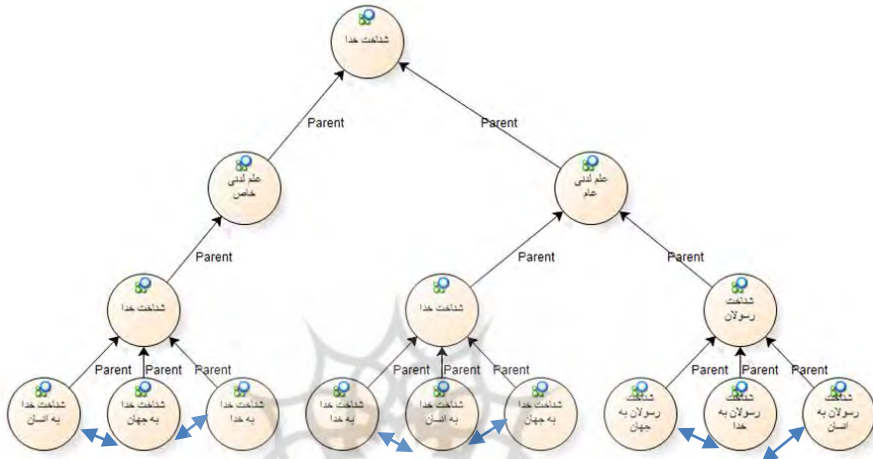 شناخت خدا
Parent
Parent
علم لدنی
خاص
علم لدنی
عام
Parent
Parent
Parent
شناخت خدا
شناخت خدا
شناخت
رسولان
Parent
Parent
Parent
Parent
Parent
Parent
Parent
Parent
Parent
شناخت خدا
به انسان
شناخت خدا
به جهان
شناخت خدا
به خدا
شناخت خدا
به خدا
شناخت خدا
به انسان
شناخت خدا
به جهان
شناخت
رسولان به
جهان
شناخت
رسولان به
خدا
شناخت
رسولان به
انسان